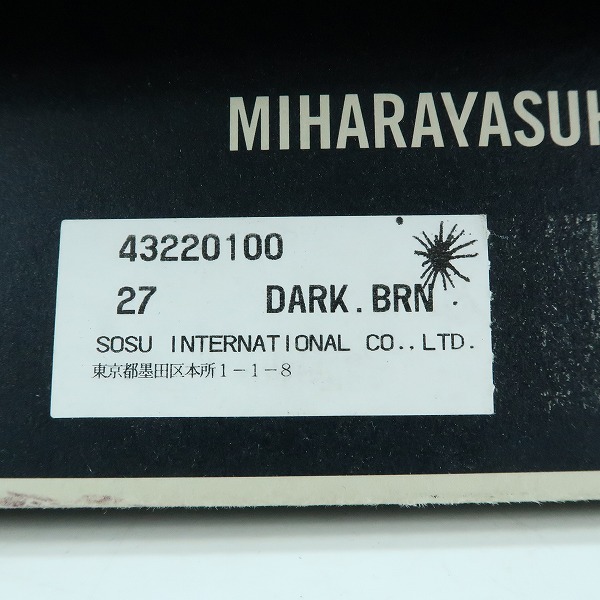 MIHARAYASUH
43220100
27 DARK.BRN
SOSU INTERNATIONAL CO.,LTD.
東京都墨田区本所1-1-8